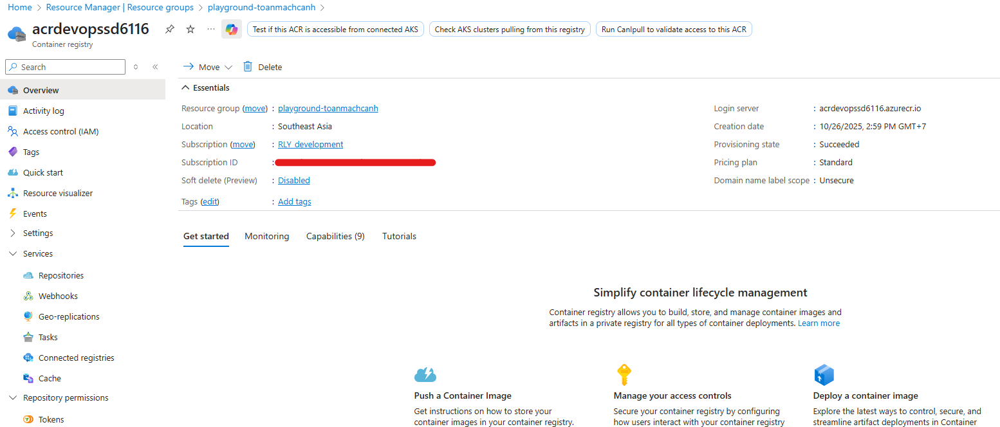 Home > Resource Manager | Resource groups > playground-toanmachcanh >
acrdevopssd6116
Container registry
Test if this ACR is accessible from connected AKS
Check AKS clusters pulling from this registry
Run CanIpull to validate access to this ACR
Search
Overview
Activity log
Access control (IAM)
Tags
Quick start
Resource visualizer
Events
Settings
Services
Repositories
Webhooks
Geo-replications
Tasks
Connected registries
Cache
Repository permissions
Tokens
Move
Delete
Essentials
Resource group (move) : playground-toanmachcanh
Location : Southeast Asia
Subscription (move) : RLY_development
Subscription ID :
Soft delete (Preview) : Disabled
Tags (edit) : Add tags
Login server : acrdevopssd6116.azurecr.io
Creation date : 10/26/2025, 2:59 PM GMT+7
Provisioning state : Succeeded
Pricing plan : Standard
Domain name label scope : Unsecure
Get started Monitoring Capabilities (9) Tutorials
Simplify container lifecycle management
Container registry allows you to build, store, and manage container images and
artifacts in a private registry for all types of container deployments. Learn more
Push a Container Image
Get instructions on how to store your
container images in your container registry.
Manage your access controls
Secure your container registry by configuring
how users interact with your container registry
Deploy a container image
Explore the latest ways to control, secure, and
streamline artifact deployments in Container